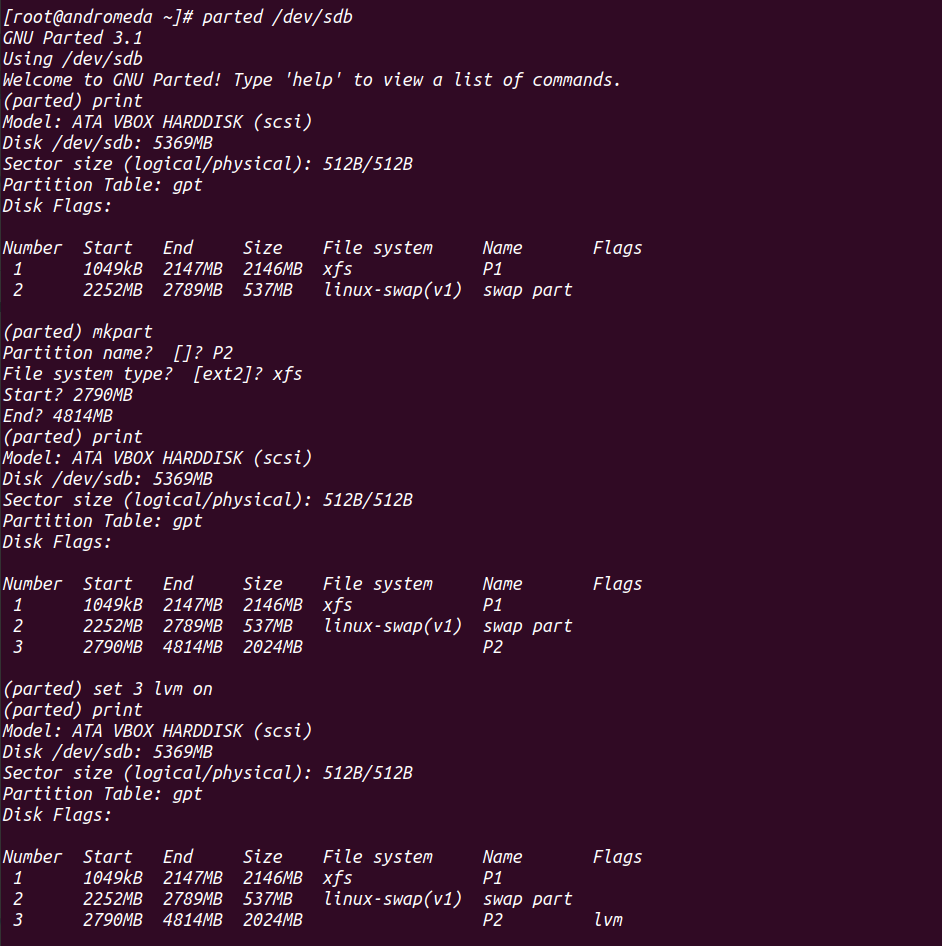 [root@andromeda ~]# parted /dev/sdb
GNU Parted 3.1
Using /dev/sdb
Welcome to GNU Parted! Type 'help' to view a list of commands.
(parted) print
Model: ATA VBOX HARDDISK (scsi)
Disk /dev/sdb: 5369MB
Sector size (logical/physical): 512B/512B
Partition Table: gpt
Disk Flags:

Number  Start   End     Size    File system     Name       Flags
 1      1049kB  2147MB  2146MB  xfs             P1
 2      2252MB  2789MB  537MB   linux-swap(v1)  swap part

(parted) mkpart
Partition name?  []? P2
File system type?  [ext2]? xfs
Start? 2790MB
End? 4814MB
(parted) print
Model: ATA VBOX HARDDISK (scsi)
Disk /dev/sdb: 5369MB
Sector size (logical/physical): 512B/512B
Partition Table: gpt
Disk Flags:

Number  Start   End     Size    File system     Name       Flags
 1      1049kB  2147MB  2146MB  xfs             P1
 2      2252MB  2789MB  537MB   linux-swap(v1)  swap part
 3      2790MB  4814MB  2024MB                  P2

(parted) set 3 lvm on
(parted) print
Model: ATA VBOX HARDDISK (scsi)
Disk /dev/sdb: 5369MB
Sector size (logical/physical): 512B/512B
Partition Table: gpt
Disk Flags:

Number  Start   End     Size    File system     Name       Flags
 1      1049kB  2147MB  2146MB  xfs             P1
 2      2252MB  2789MB  537MB   linux-swap(v1)  swap part
 3      2790MB  4814MB  2024MB                  P2         lvm